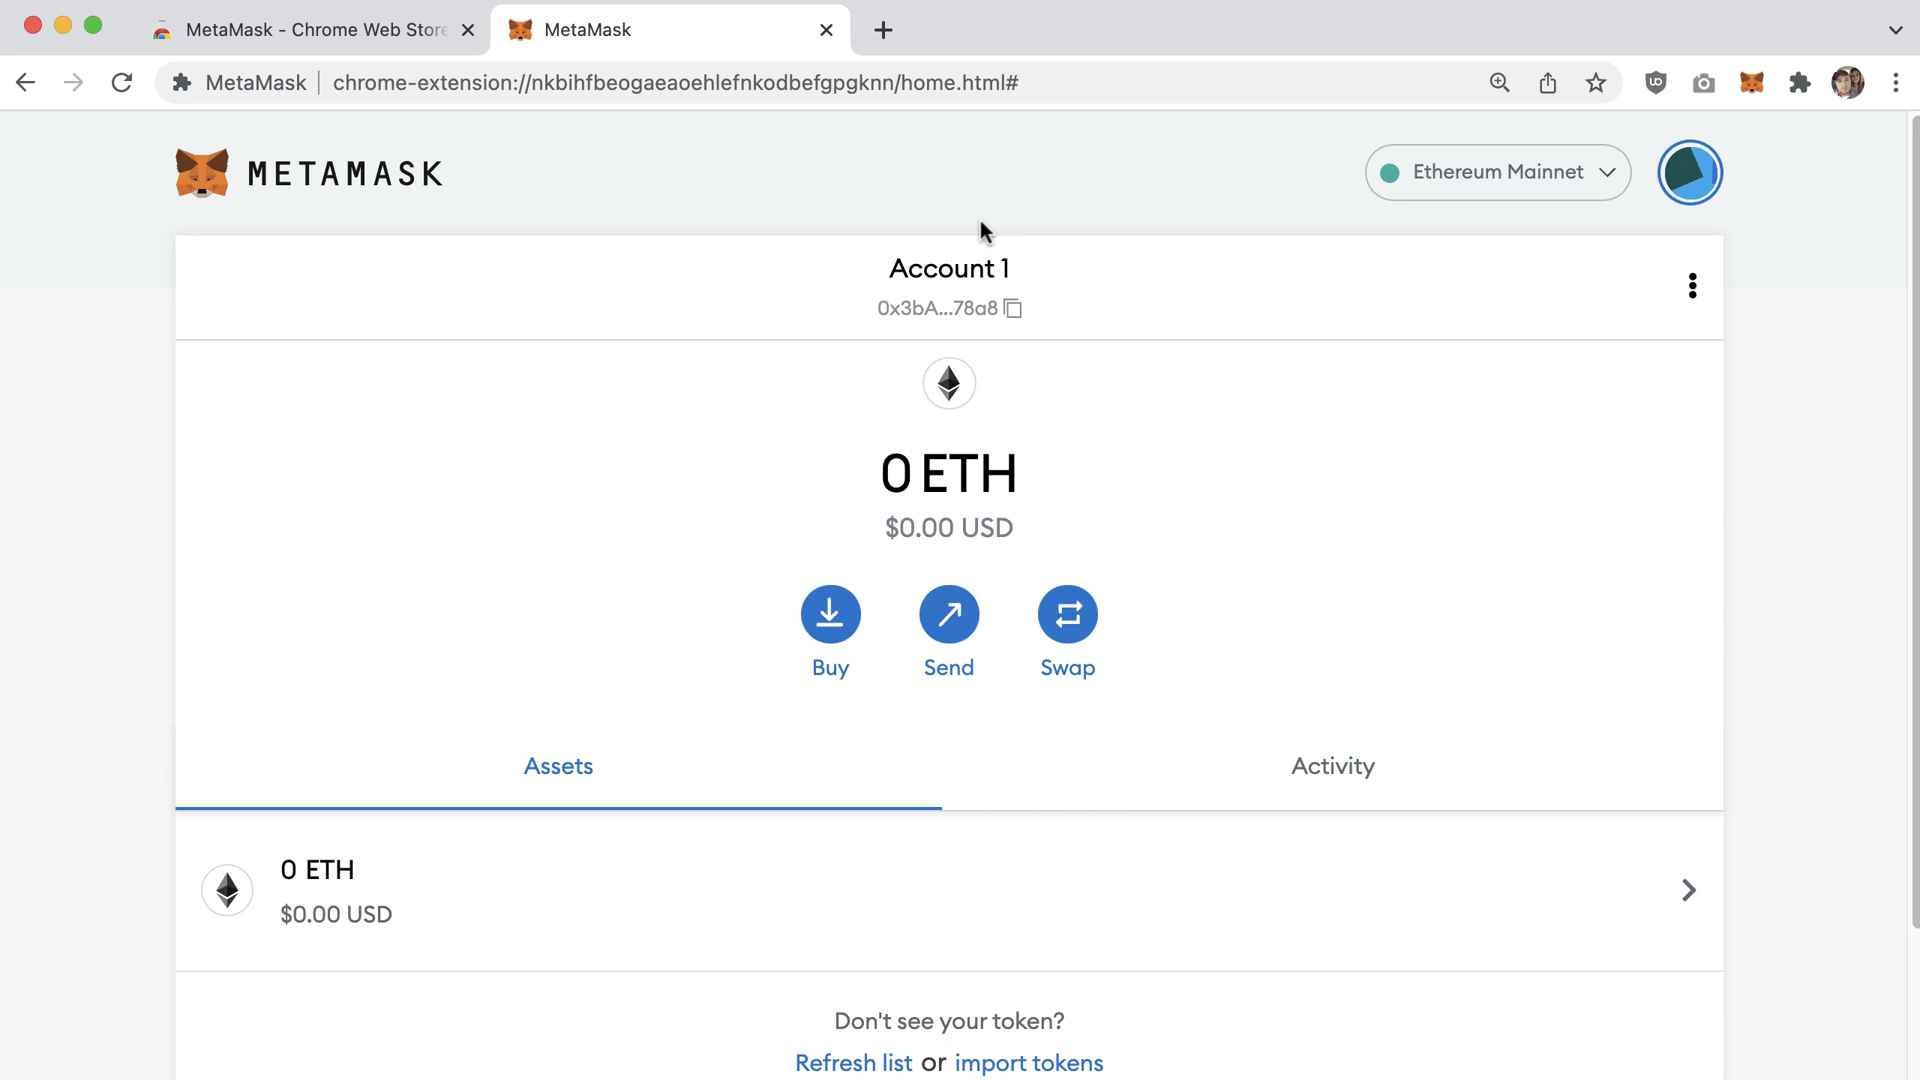 MetaMask - Chrome Web Store
MetaMask
MetaMask
chrome-extension://nkbihfbeogaeaoehlefnkodbefgpgknn/home.html#
METAMASK
Ethereum Mainnet
Account 1
0x3bA...78a8
0 ETH
$0.00 USD
Buy
Send
Swap
Assets
Activity
0 ETH
$0.00 USD
Don't see your token?
Refresh list or import tokens